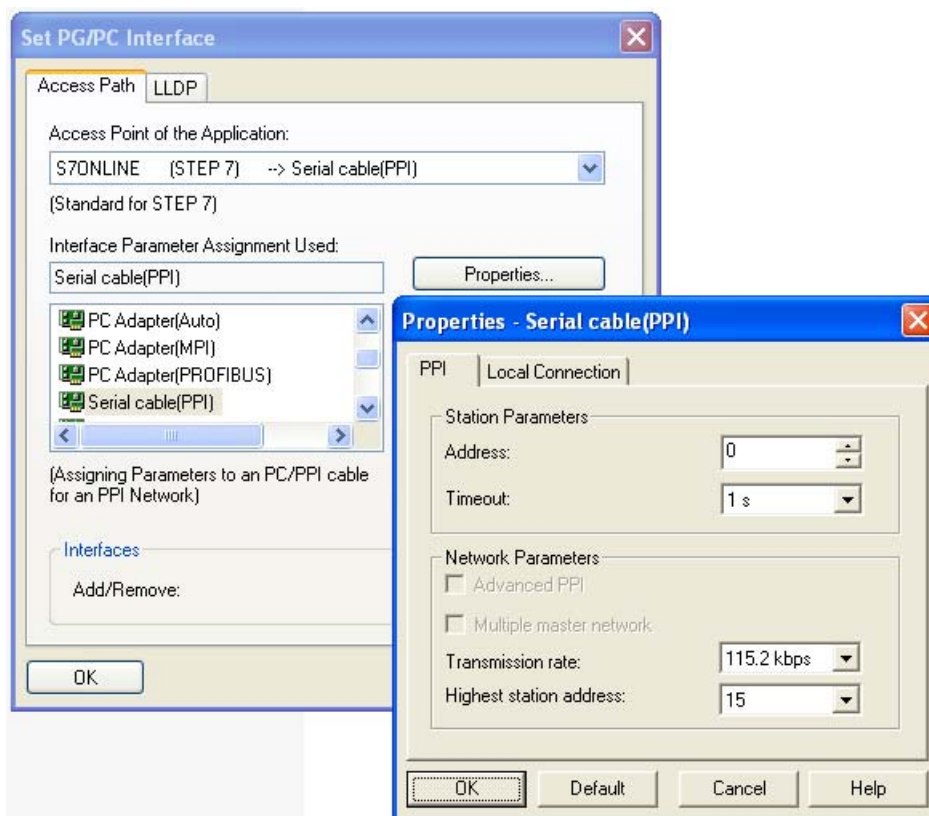 Set PG/PC Interface
Access Path
LLDP
Access Point of the Application:
S7ONLINE (STEP 7) --> Serial cable(PPI)
(Standard for STEP 7)
Interface Parameter Assignment Used:
Serial cable(PPI)
Properties...
PC Adapter(Auto)
PC Adapter(MPI)
PC Adapter(PROFIBUS)
Serial cable(PPI)
(Assigning Parameters to an PC/PPI cable
for an PPI Network)
Interfaces
Add/Remove:
OK
Properties - Serial cable(PPI)
PPI
Local Connection
Station Parameters
Address: 0
Timeout: 1 s
Network Parameters
Advanced PPI
Multiple master network
Transmission rate: 115.2 kbps
Highest station address: 15
OK
Default
Cancel
Help